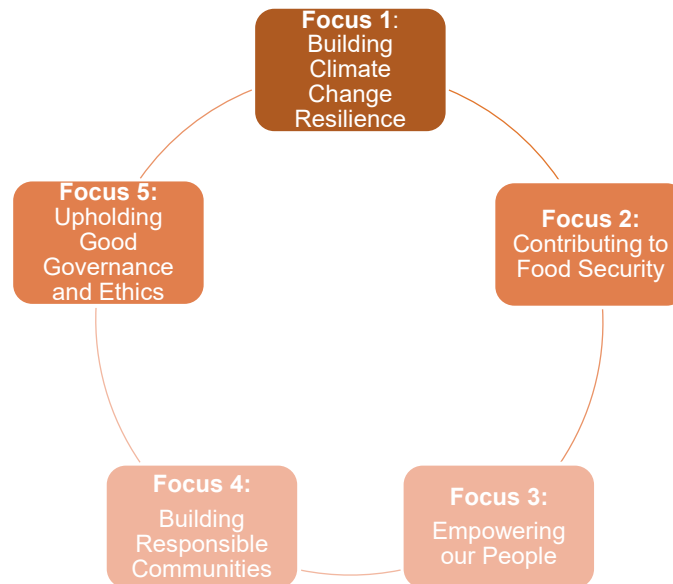 Focus 1:
Building
Climate
Change
Resilience
Focus 2:
Contributing to
Food Security
Focus 3:
Empowering
our People
Focus 4:
Building
Responsible
Communities
Focus 5:
Upholding
Good
Governance
and Ethics